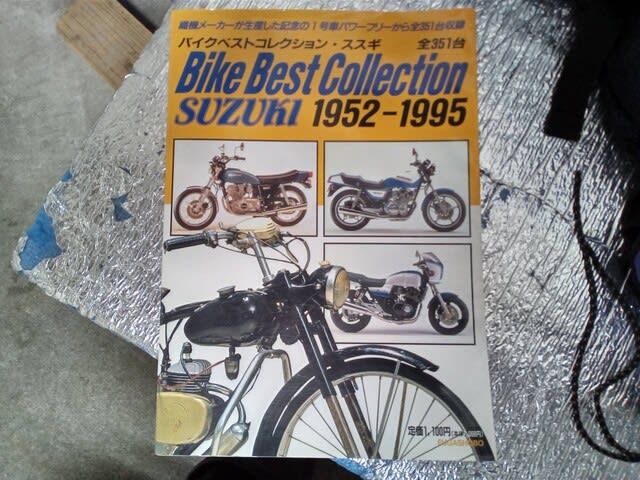 織機メーカーが生産した記念の1号車パワーフリーから全351台収録
バイクベストコレクション・スズキ 全351台
Bike Best Collection
SUZUKI 1952-1995
定価1,100円
FUJISHOBO